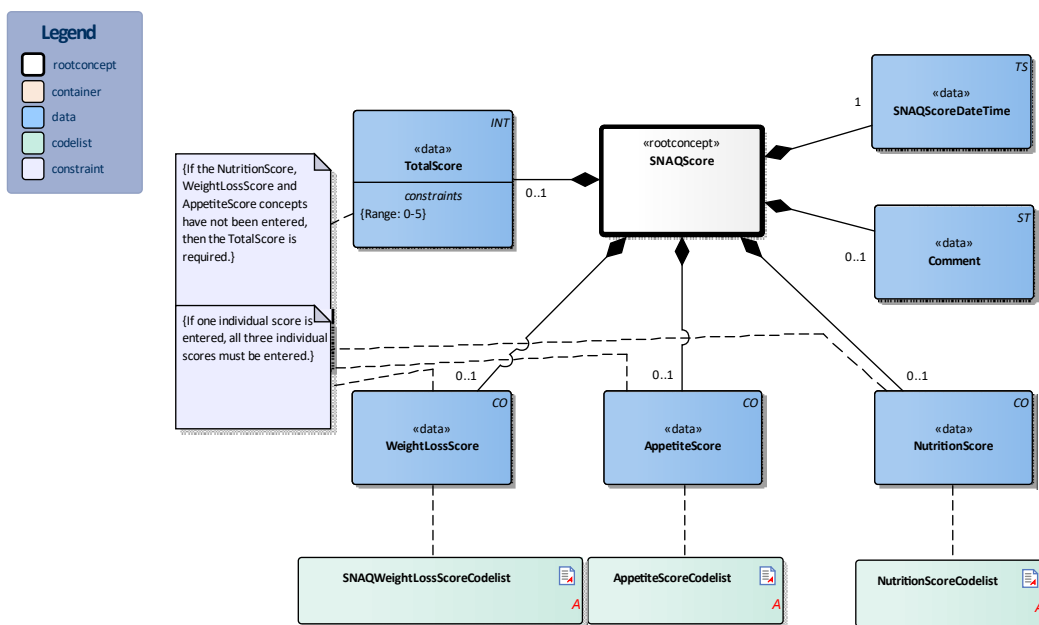 Legend
rootconcept
container
data
codelist
constraint
{If the NutritionScore,
WeightLossScore and
AppetiteScore concepts
have not been entered,
then the TotalScore is
required.}
{If one individual score is
entered, all three individual
scores must be entered.}
INT
«data»
TotalScore
constraints
{Range: 0-5}
0..1
«rootconcept»
SNAQScore
TS
«data»
SNAQScoreDateTime
1
ST
«data»
Comment
0..1
0..1
CO
«data»
WeightLossScore
0..1
CO
«data»
AppetiteScore
0..1
CO
«data»
NutritionScore
SNAQWeightLossScoreCodelist
A
AppetiteScoreCodelist
A
NutritionScoreCodelist
A